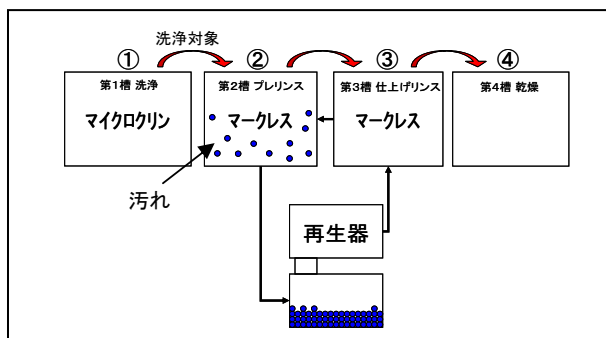 洗浄対象
①
②
③
④
第1槽 洗浄
第2槽 プレリンス
第3槽 仕上げリンス
第4槽 乾燥
マイクロクリン
マークレス
マークレス
汚れ
再生器